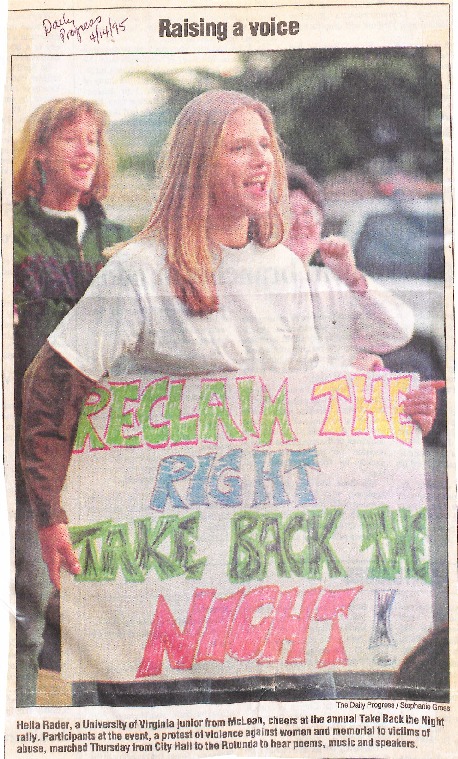 Daily
Progress
4/14/95
Raising a voice
RECLAIM THE
RIGHT
TAKE BACK THE
NIGHT!
The Daily Progress / Stephanie Gross
Hella Rader, a University of Virginia junior from McLean, cheers at the annual Take Back the Night
rally. Participants at the event, a protest of violence against women and memorial to victims of
abuse, marched Thursday from City Hall to the Rotunda to hear poems, music and speakers.